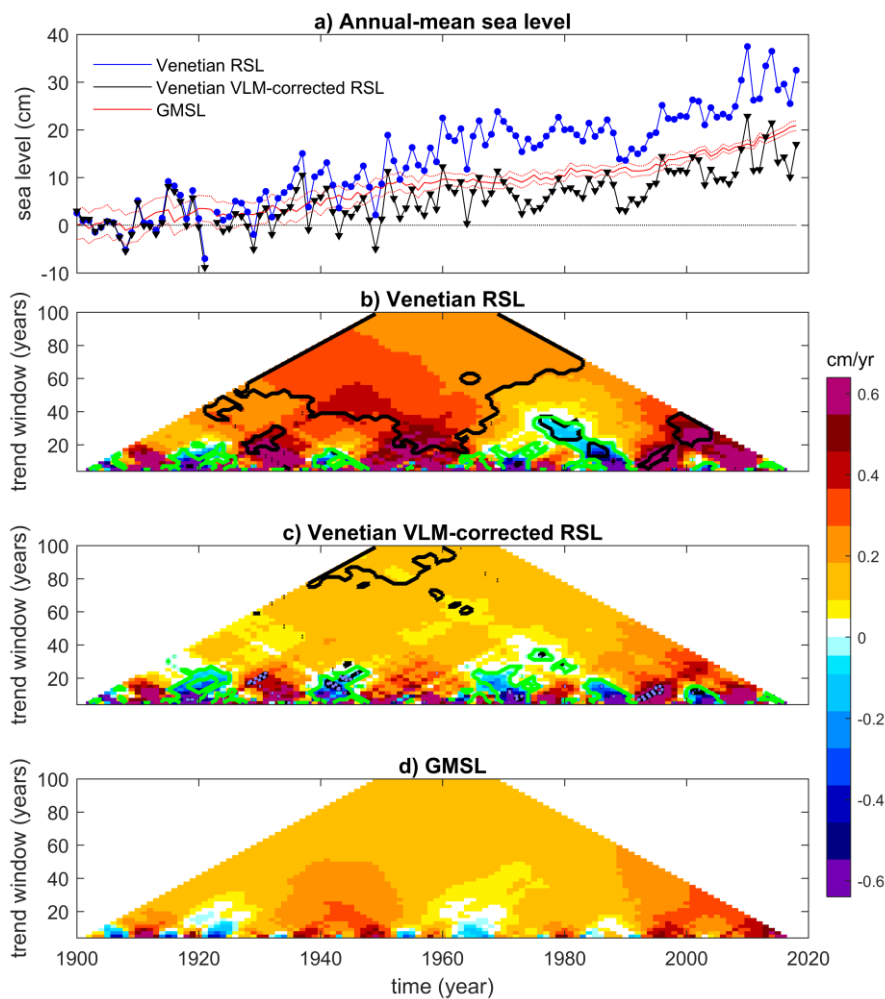 a) Annual-mean sea level
sea level (cm)
40
30
20
10
0
-10
Venetian RSL
Venetian VLM-corrected RSL
GMSL
b) Venetian RSL
trend window (years)
100
80
60
40
20
c) Venetian VLM-corrected RSL
trend window (years)
100
80
60
40
20
d) GMSL
trend window (years)
100
80
60
40
20
1900 1920 1940 1960 1980 2000 2020
time (year)
cm/yr
0.6
0.4
0.2
0
-0.2
-0.4
-0.6